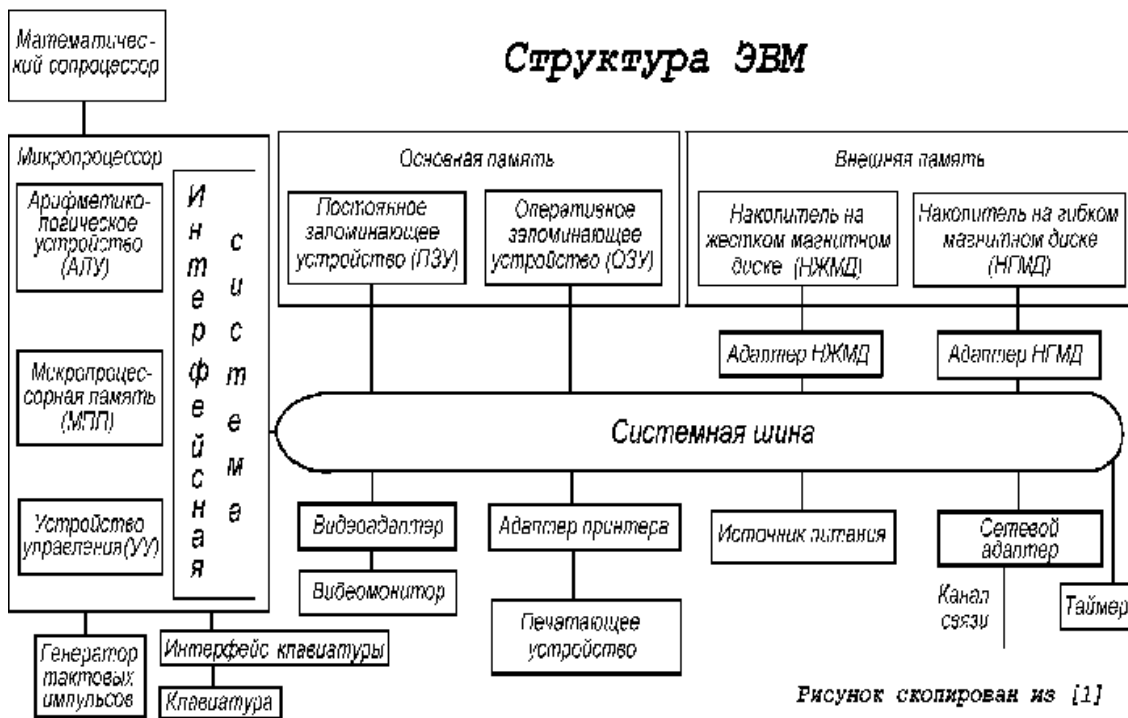 Математичес-
кий сопроцессор
Структура ЭВМ
Микропроцессор
Арифметико-
логическое
устройство
(АЛУ)
Микропроцес-
сорная память
(МПП)
Устройство
управления(УУ)
Интерфейсная
система
Основная память
Постоянное
запоминающее
устройство (ПЗУ)
Оперативное
запоминающее
устройство (ОЗУ)
Внешняя память
Накопитель на
жестком магнитном
диске (НЖМД)
Накопитель на гибком
магнитном диске
(НГМД)
Адаптер НЖМД
Адаптер НГМД
Системная шина
Видеоадаптер
Видеомонитор
Адаптер принтера
Печатающее
устройство
Источник питания
Сетевой
адаптер
Канал
связи
Таймер
Генератор
тактовых
импульсов
Интерфейс клавиатуры
Клавиатура
Рисунок скопирован из [1]